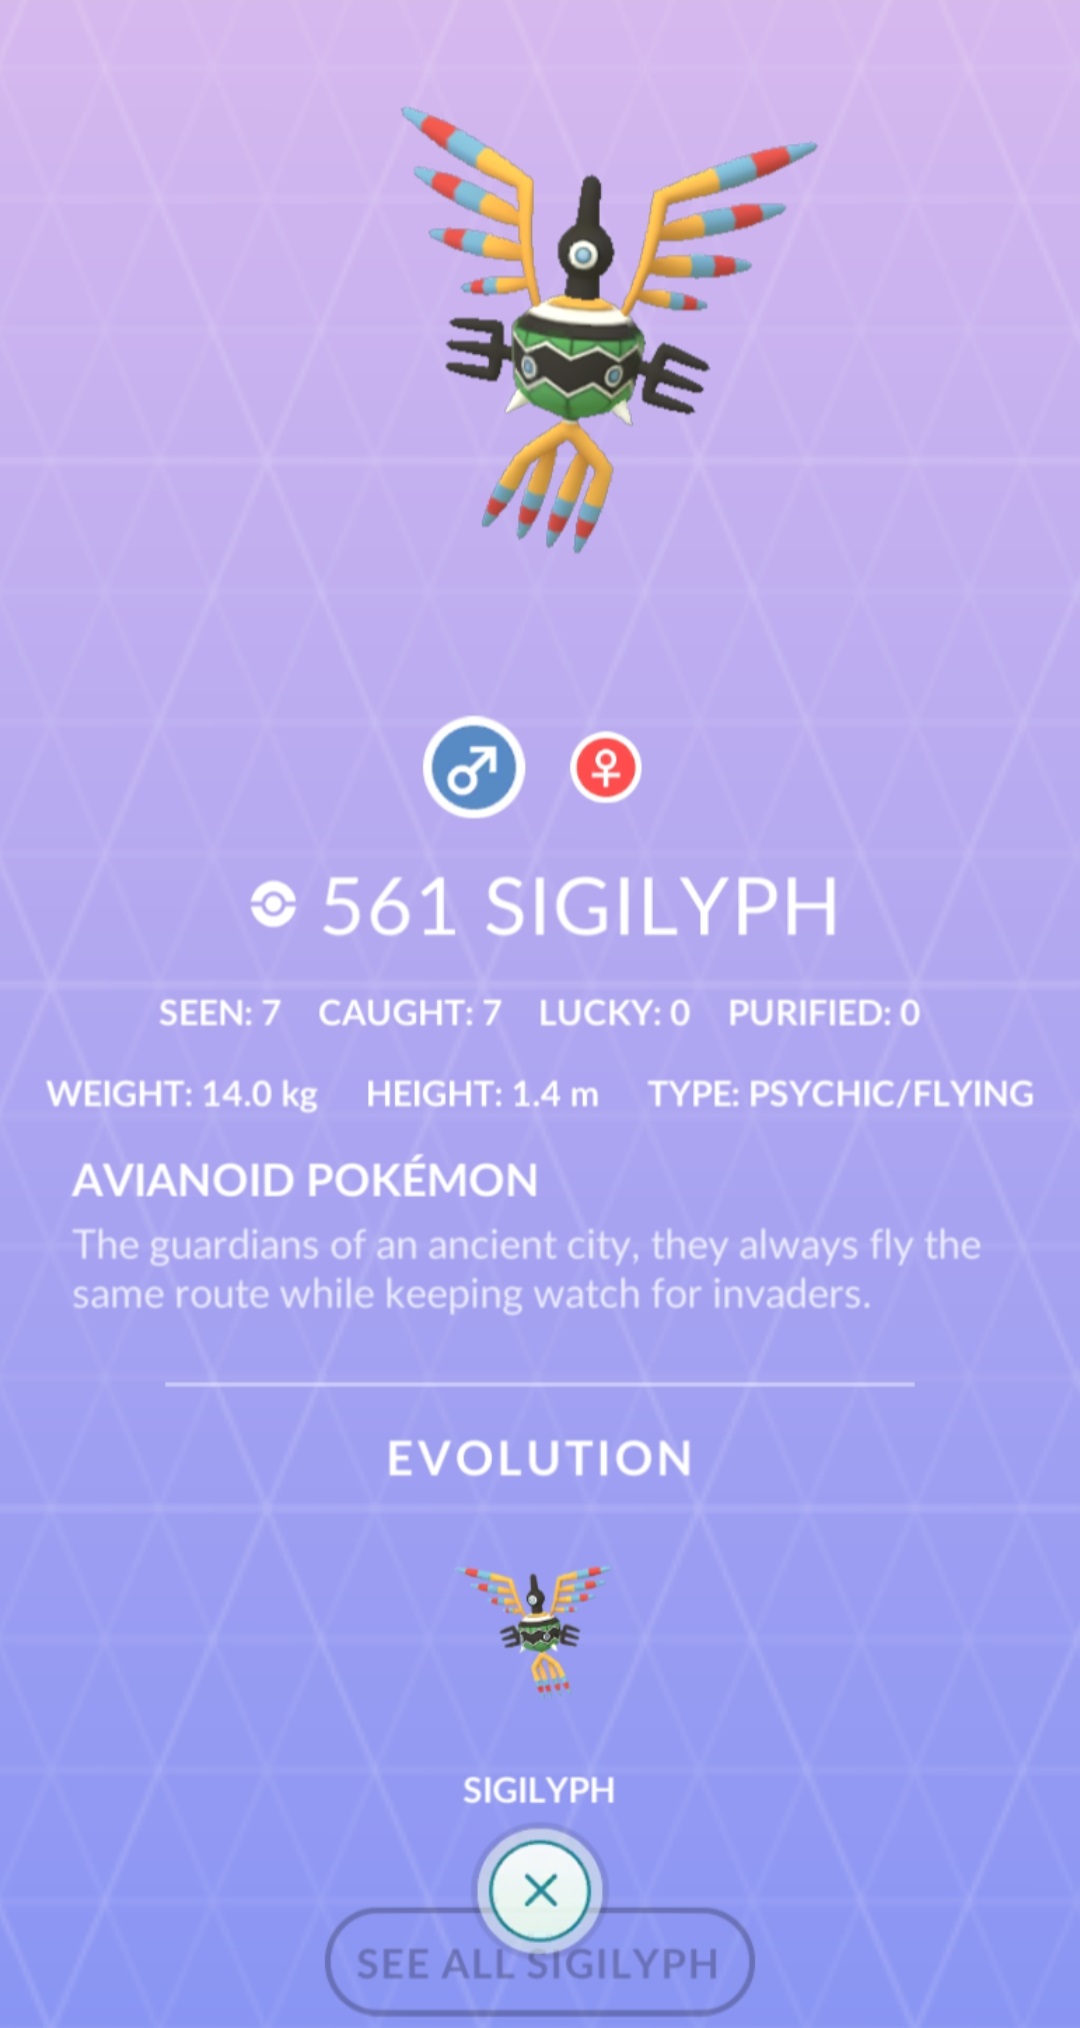 561 SIGILYPH
SEEN: 7 CAUGHT: 7 LUCKY: 0 PURIFIED: 0
WEIGHT: 14.0 kg HEIGHT: 1.4 m TYPE: PSYCHIC/FLYING
AVIANOID POKÉMON
The guardians of an ancient city, they always fly the
same route while keeping watch for invaders.
EVOLUTION
SIGILYPH
SEE ALL SIGILYPH